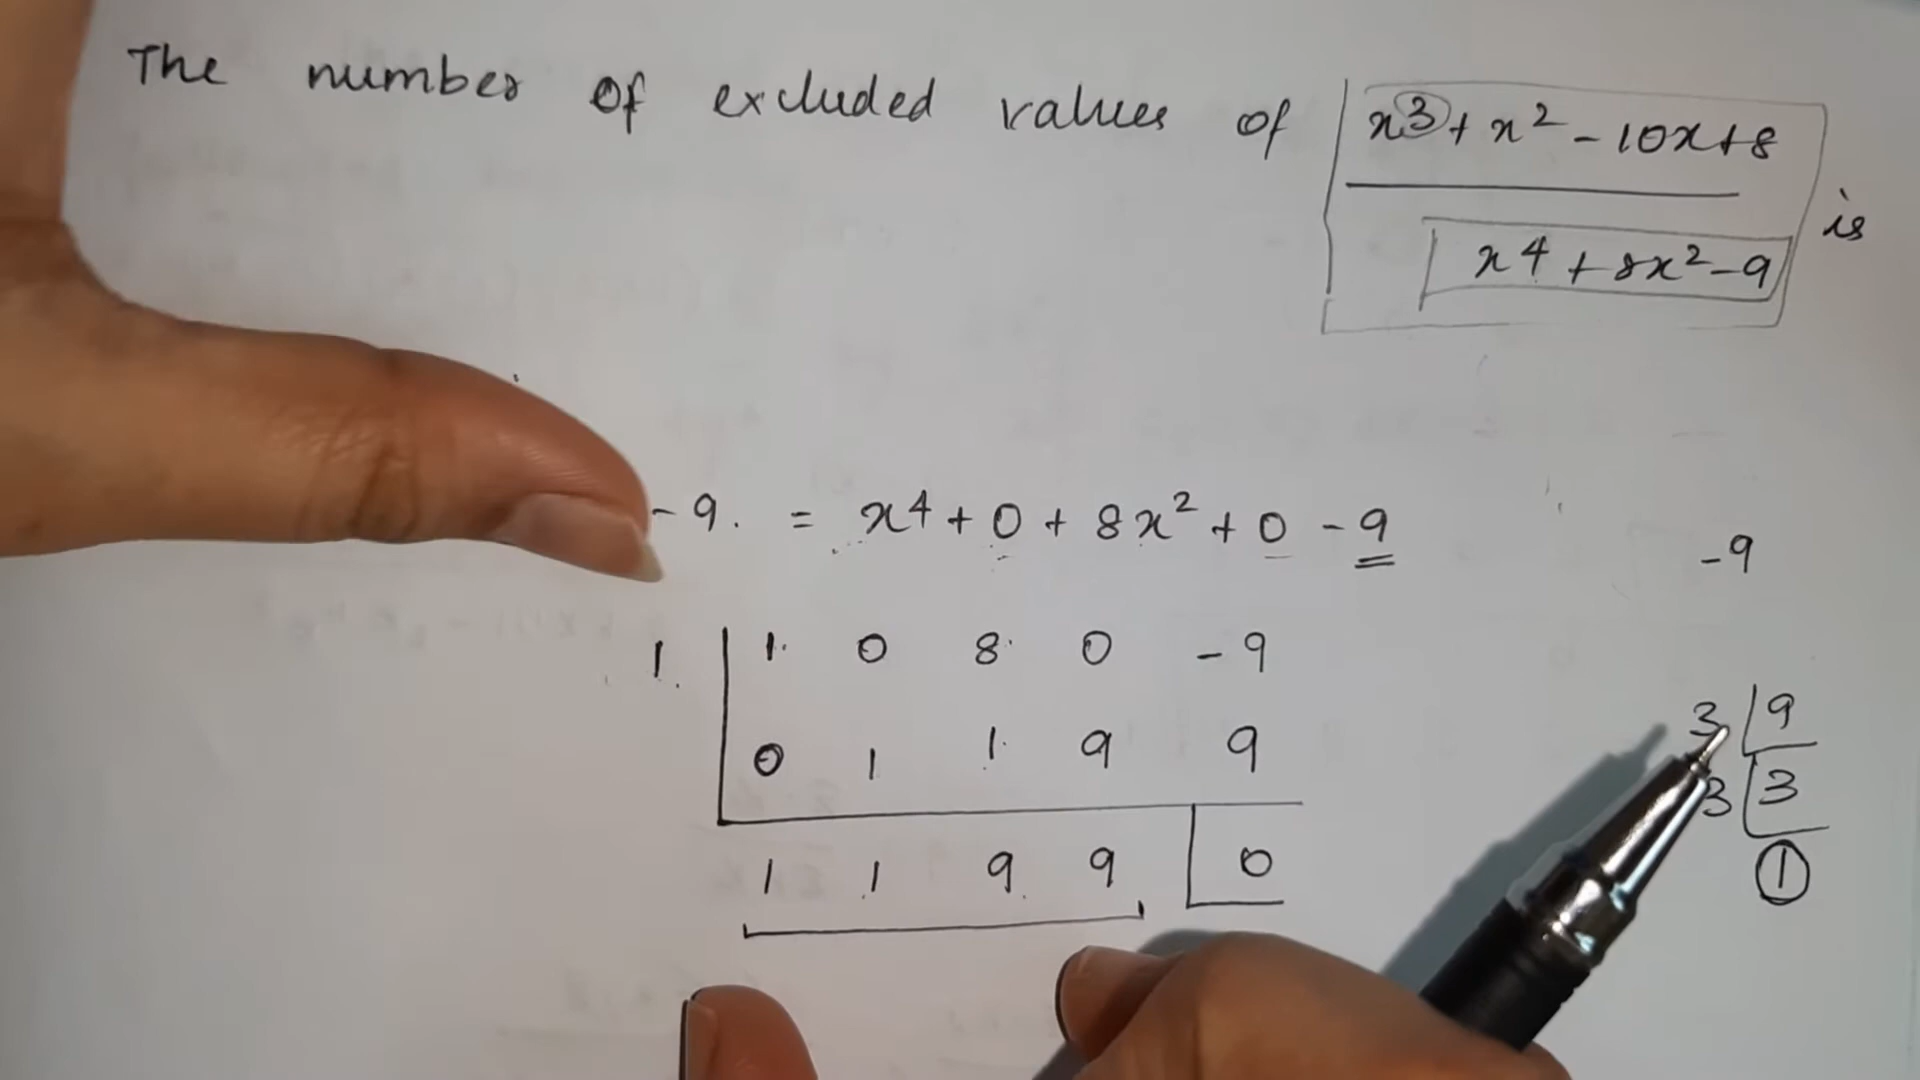 The number of excluded values of x³ + x² - 10x + 8
x⁴ + 8x² - 9
is
- 9. = x⁴ + 0 + 8x² + 0 - 9
-9
1. 1. 0 8 0 - 9
0 1 1 9 9
1 1 9 9 0
3 9
3 3
1